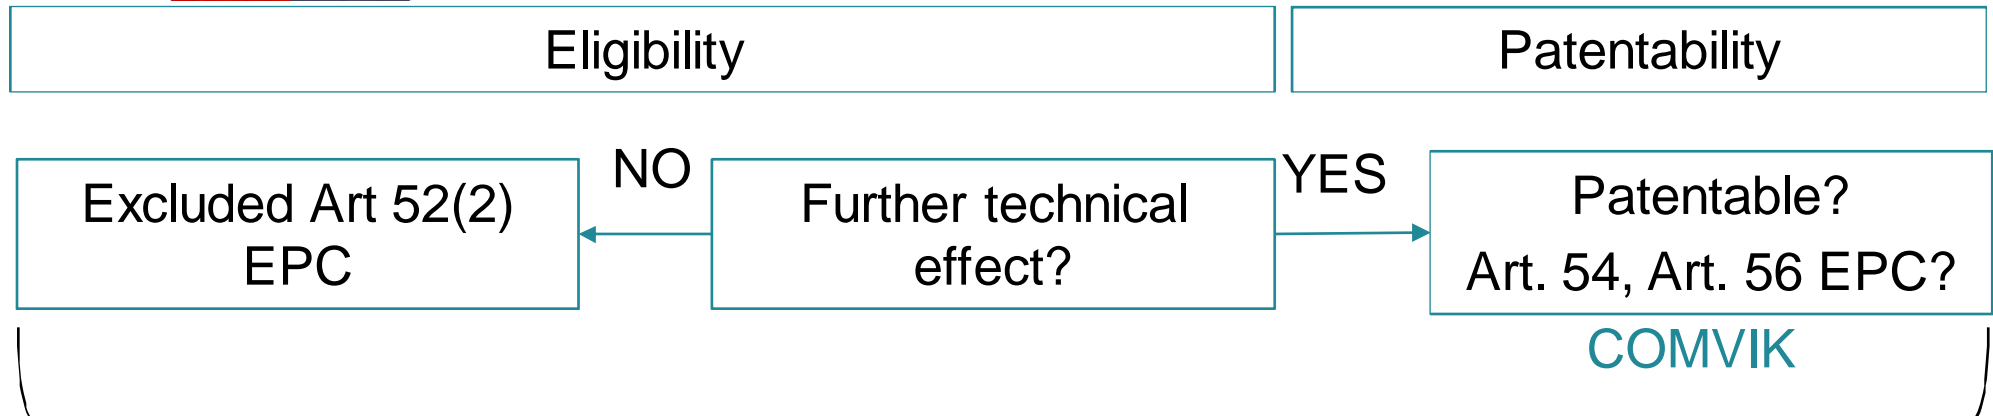 Eligibility
Patentability
NO
YES
Excluded Art 52(2)
EPC
Further technical
effect?
Patentable?
Art. 54, Art. 56 EPC?
COMVIK